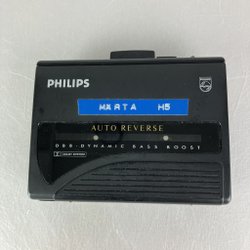 PHILIPS
MARTA H5
AUTO REVERSE
DBB·DYNAMIC BASS BOOST